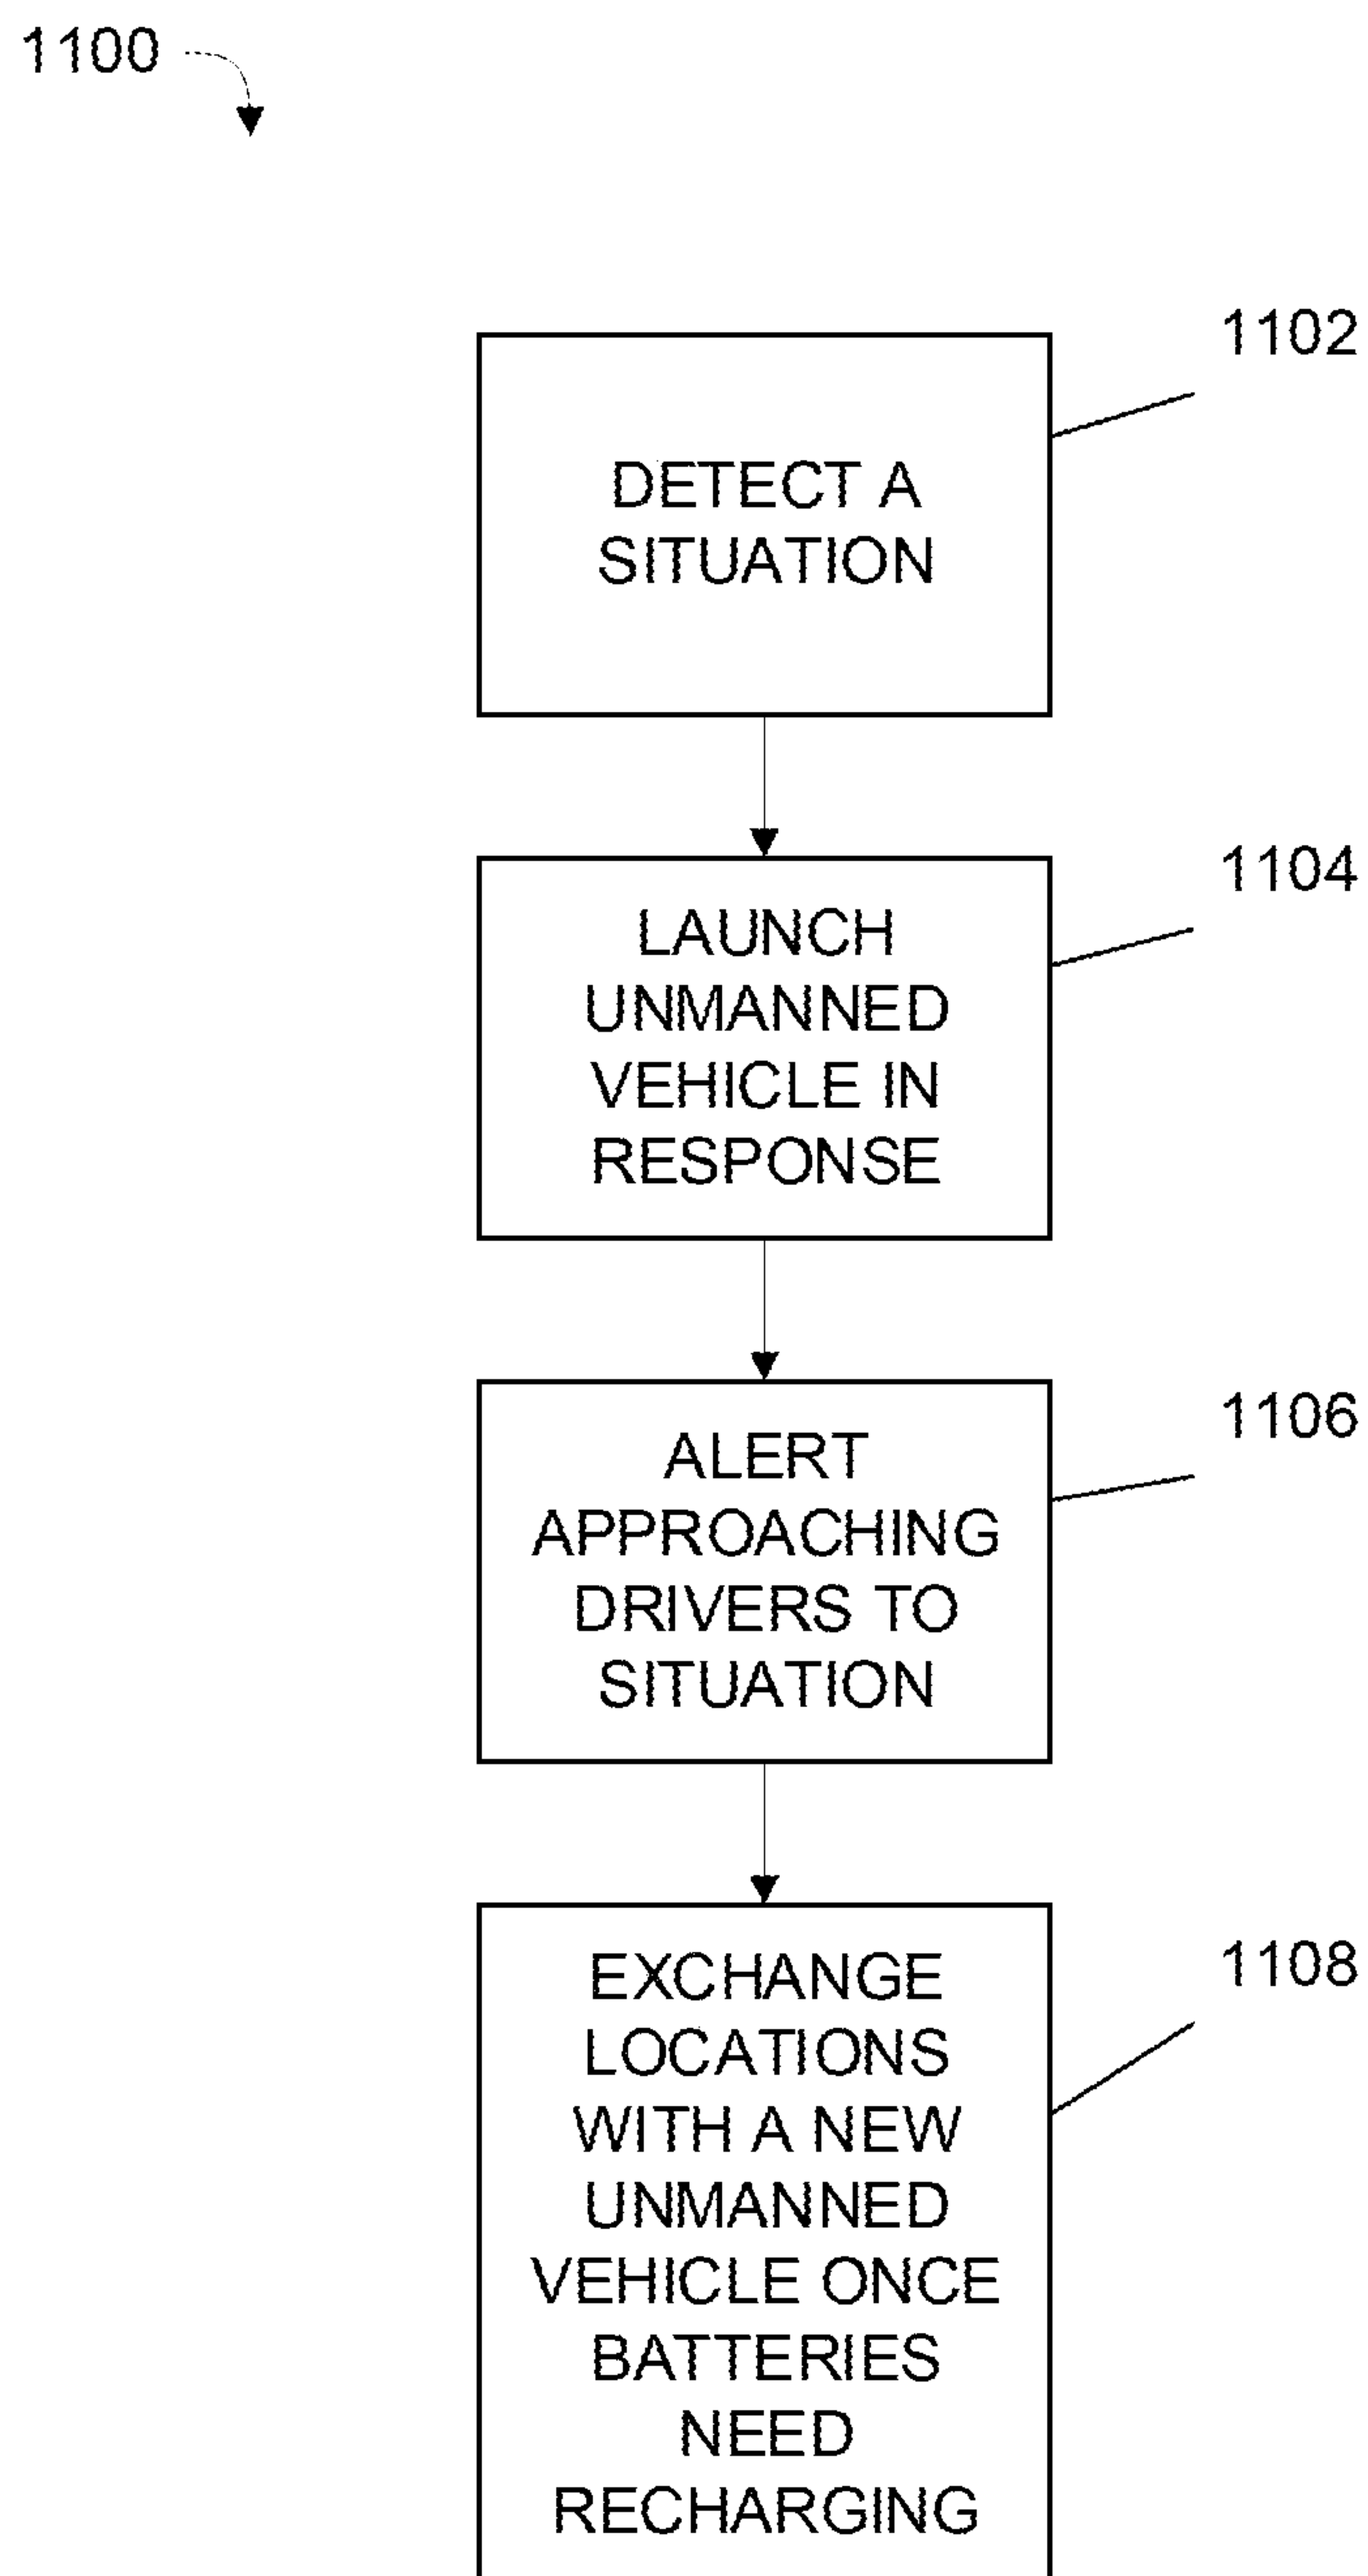 1100
1102
DETECT A
SITUATION
1104
LAUNCH
UNMANNED
VEHICLE IN
RESPONSE
1106
ALERT
APPROACHING
DRIVERS TO
SITUATION
1108
EXCHANGE
LOCATIONS
WITH A NEW
UNMANNED
VEHICLE ONCE
BATTERIES
NEED
RECHARGING